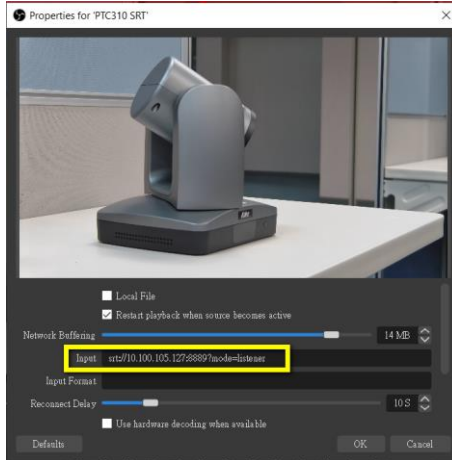 Properties for 'PTC310 SRT'
Local File
Restart playback when source becomes active
Network Buffering 14 MB
Input srt://10.100.105.127:8889?mode=listener
Input Format
Reconnect Delay 10 S
Use hardware decoding when available
Defaults OK Cancel